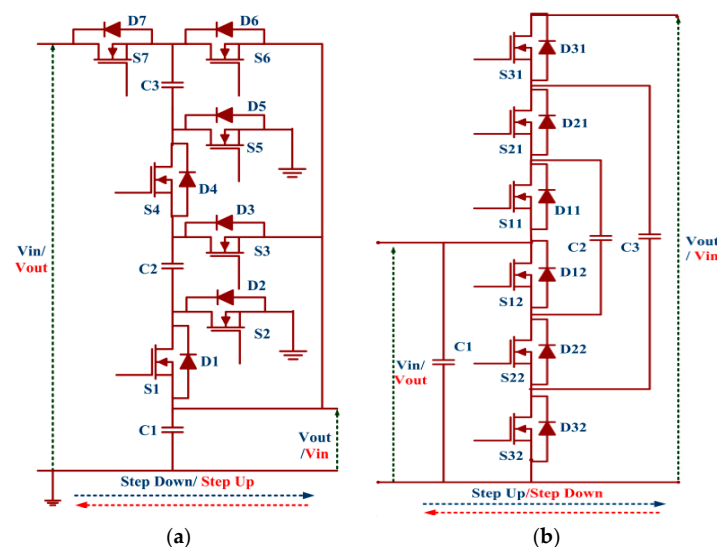 D7
D6
S7
S6
C3
D5
S5
S4
D4
D3
S3
Vin/
Vout
C2
D2
S2
D1
S1
C1
Vout
/Vin
Step Down/ Step Up
(a)
D31
S31
D21
S21
D11
S11
C2
C3
Vout
/ Vin
D12
S12
C1
Vin/
Vout
D22
S22
D32
S32
Step Up/Step Down
(b)